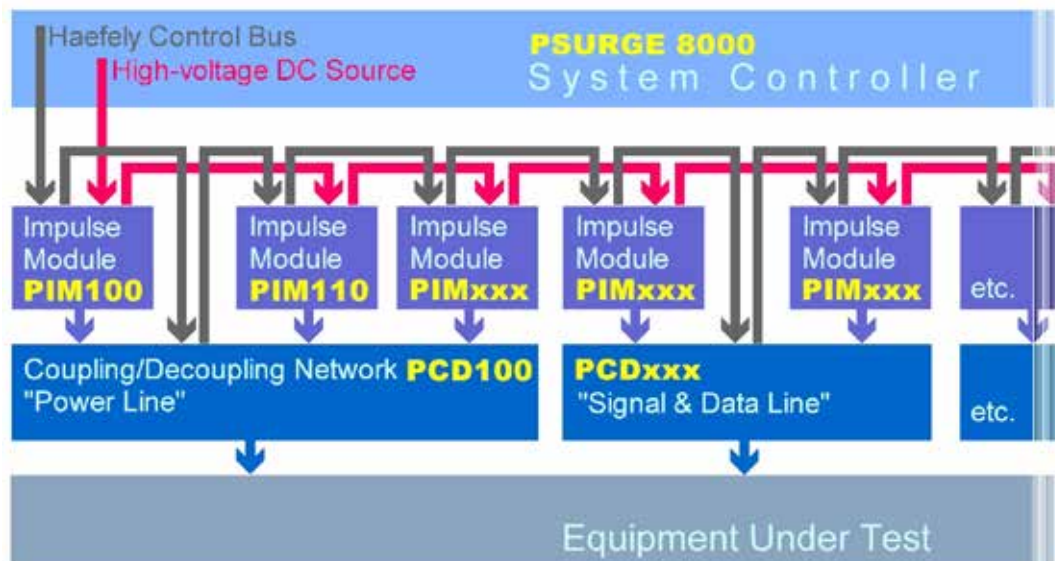 Haefely Control Bus
High-voltage DC Source
PSURGE 8000
System Controller
Impulse
Module
PIM100
Impulse
Module
PIM110
Impulse
Module
PIMxxx
Impulse
Module
PIMxxx
Impulse
Module
PIMxxx
etc.
Coupling/Decoupling Network PCD100
"Power Line"
PCDxxx
"Signal & Data Line"
etc.
Equipment Under Test